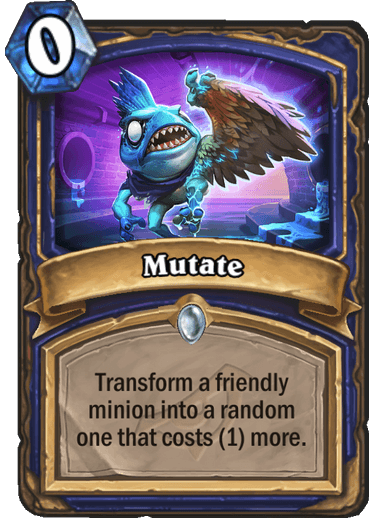 0
Mutate
Transform a friendly
minion into a random
one that costs (1) more.